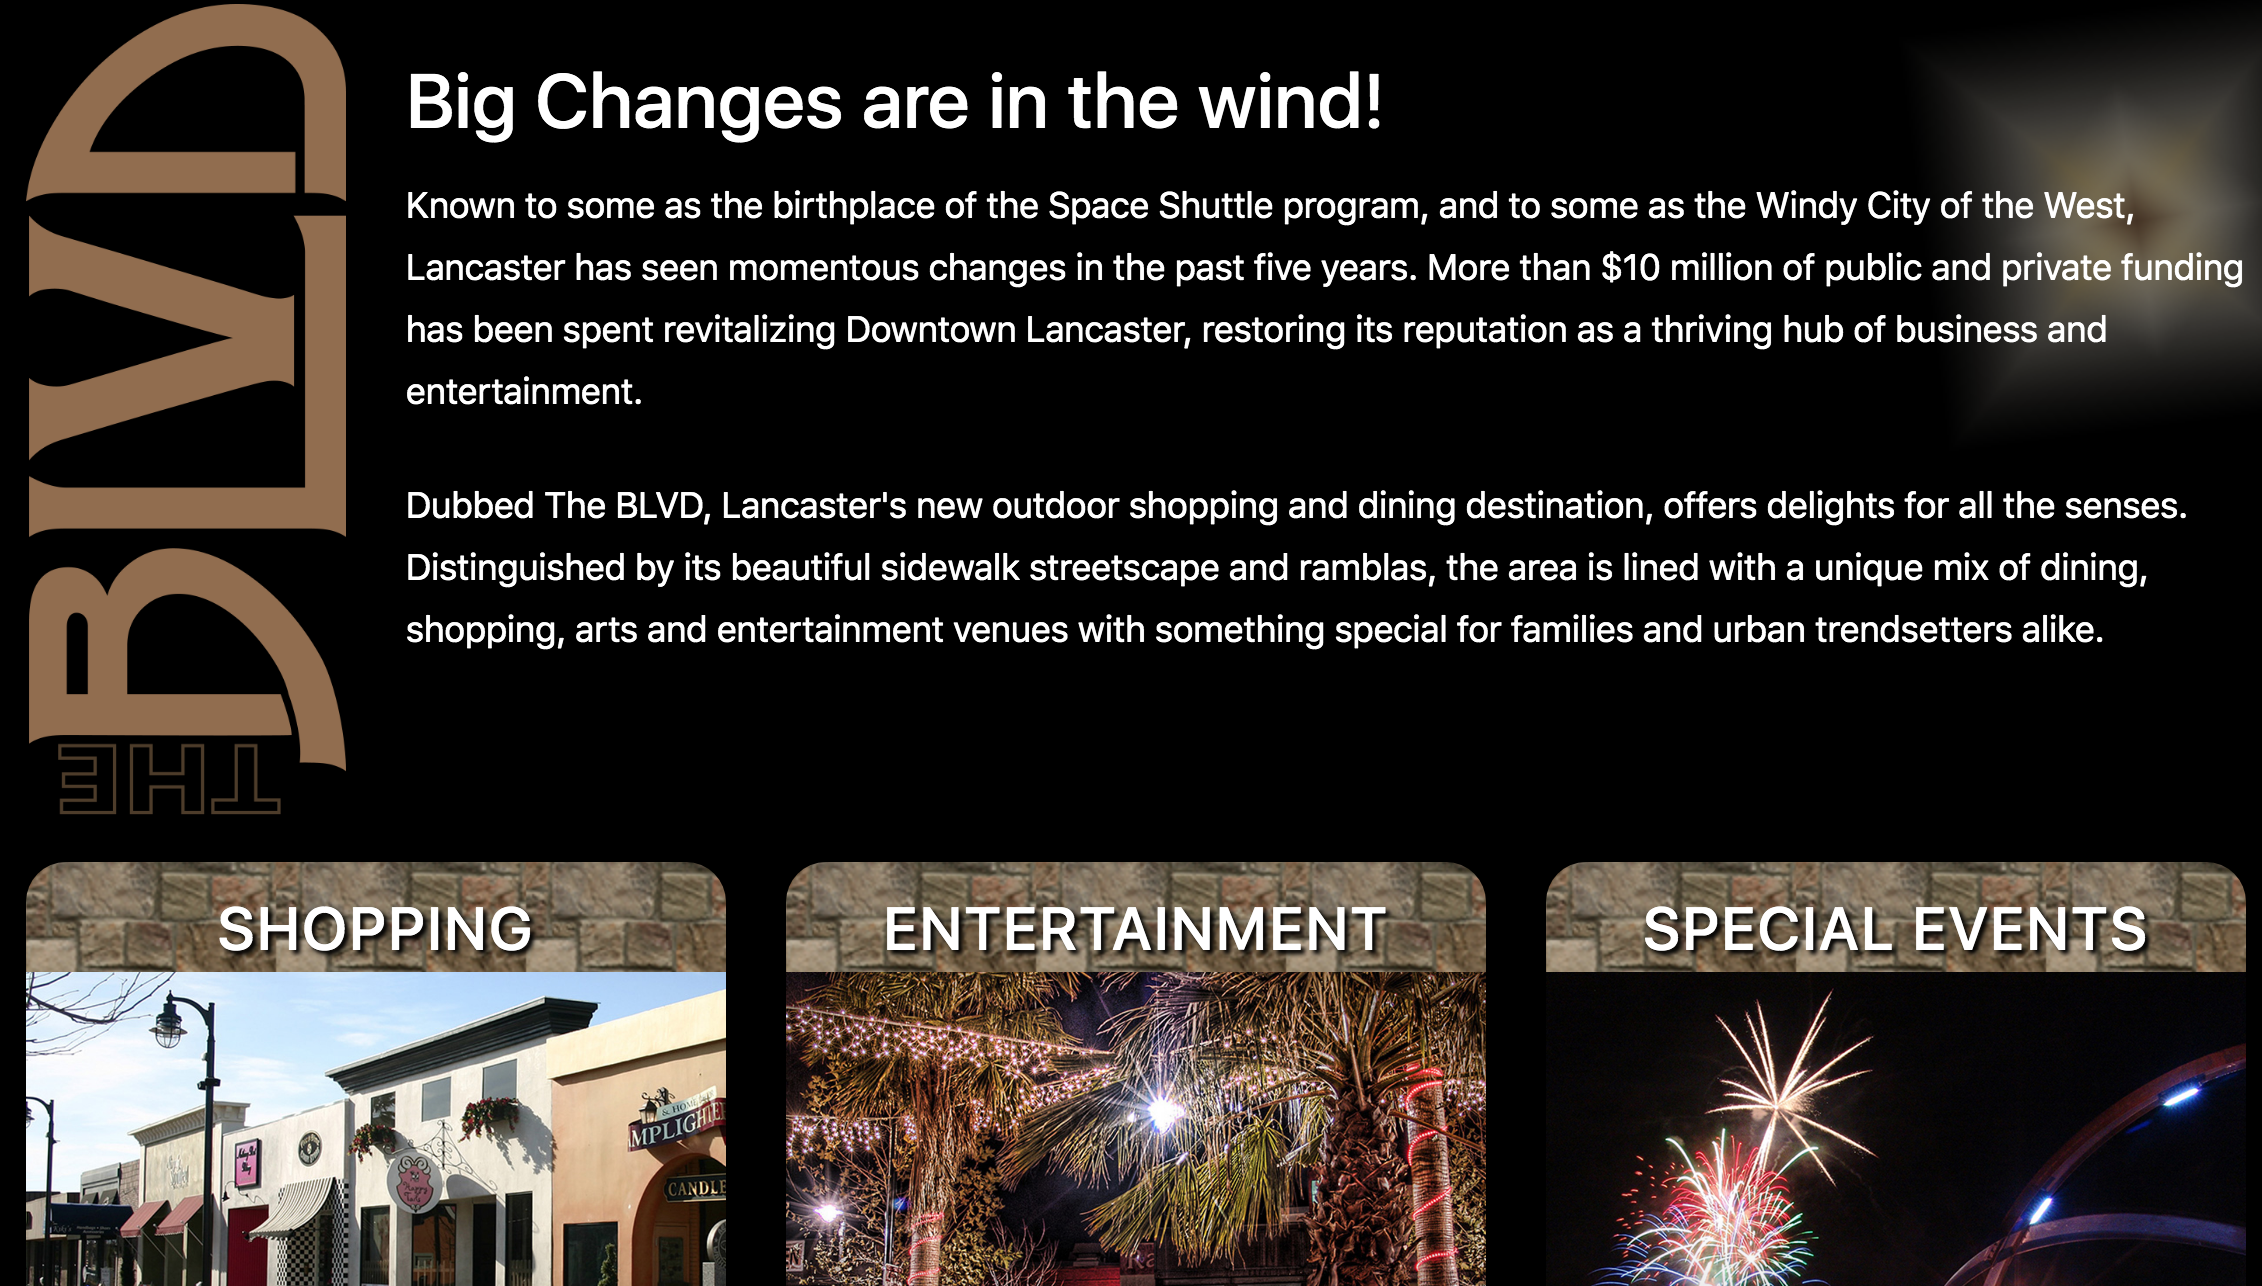 THE BLVD
Big Changes are in the wind!
Known to some as the birthplace of the Space Shuttle program, and to some as the Windy City of the West,
Lancaster has seen momentous changes in the past five years. More than $10 million of public and private funding
has been spent revitalizing Downtown Lancaster, restoring its reputation as a thriving hub of business and
entertainment.
Dubbed The BLVD, Lancaster's new outdoor shopping and dining destination, offers delights for all the senses.
Distinguished by its beautiful sidewalk streetscape and ramblas, the area is lined with a unique mix of dining,
shopping, arts and entertainment venues with something special for families and urban trendsetters alike.
SHOPPING
ENTERTAINMENT
SPECIAL EVENTS
& HOME
MPLIGHTE
CANDLE